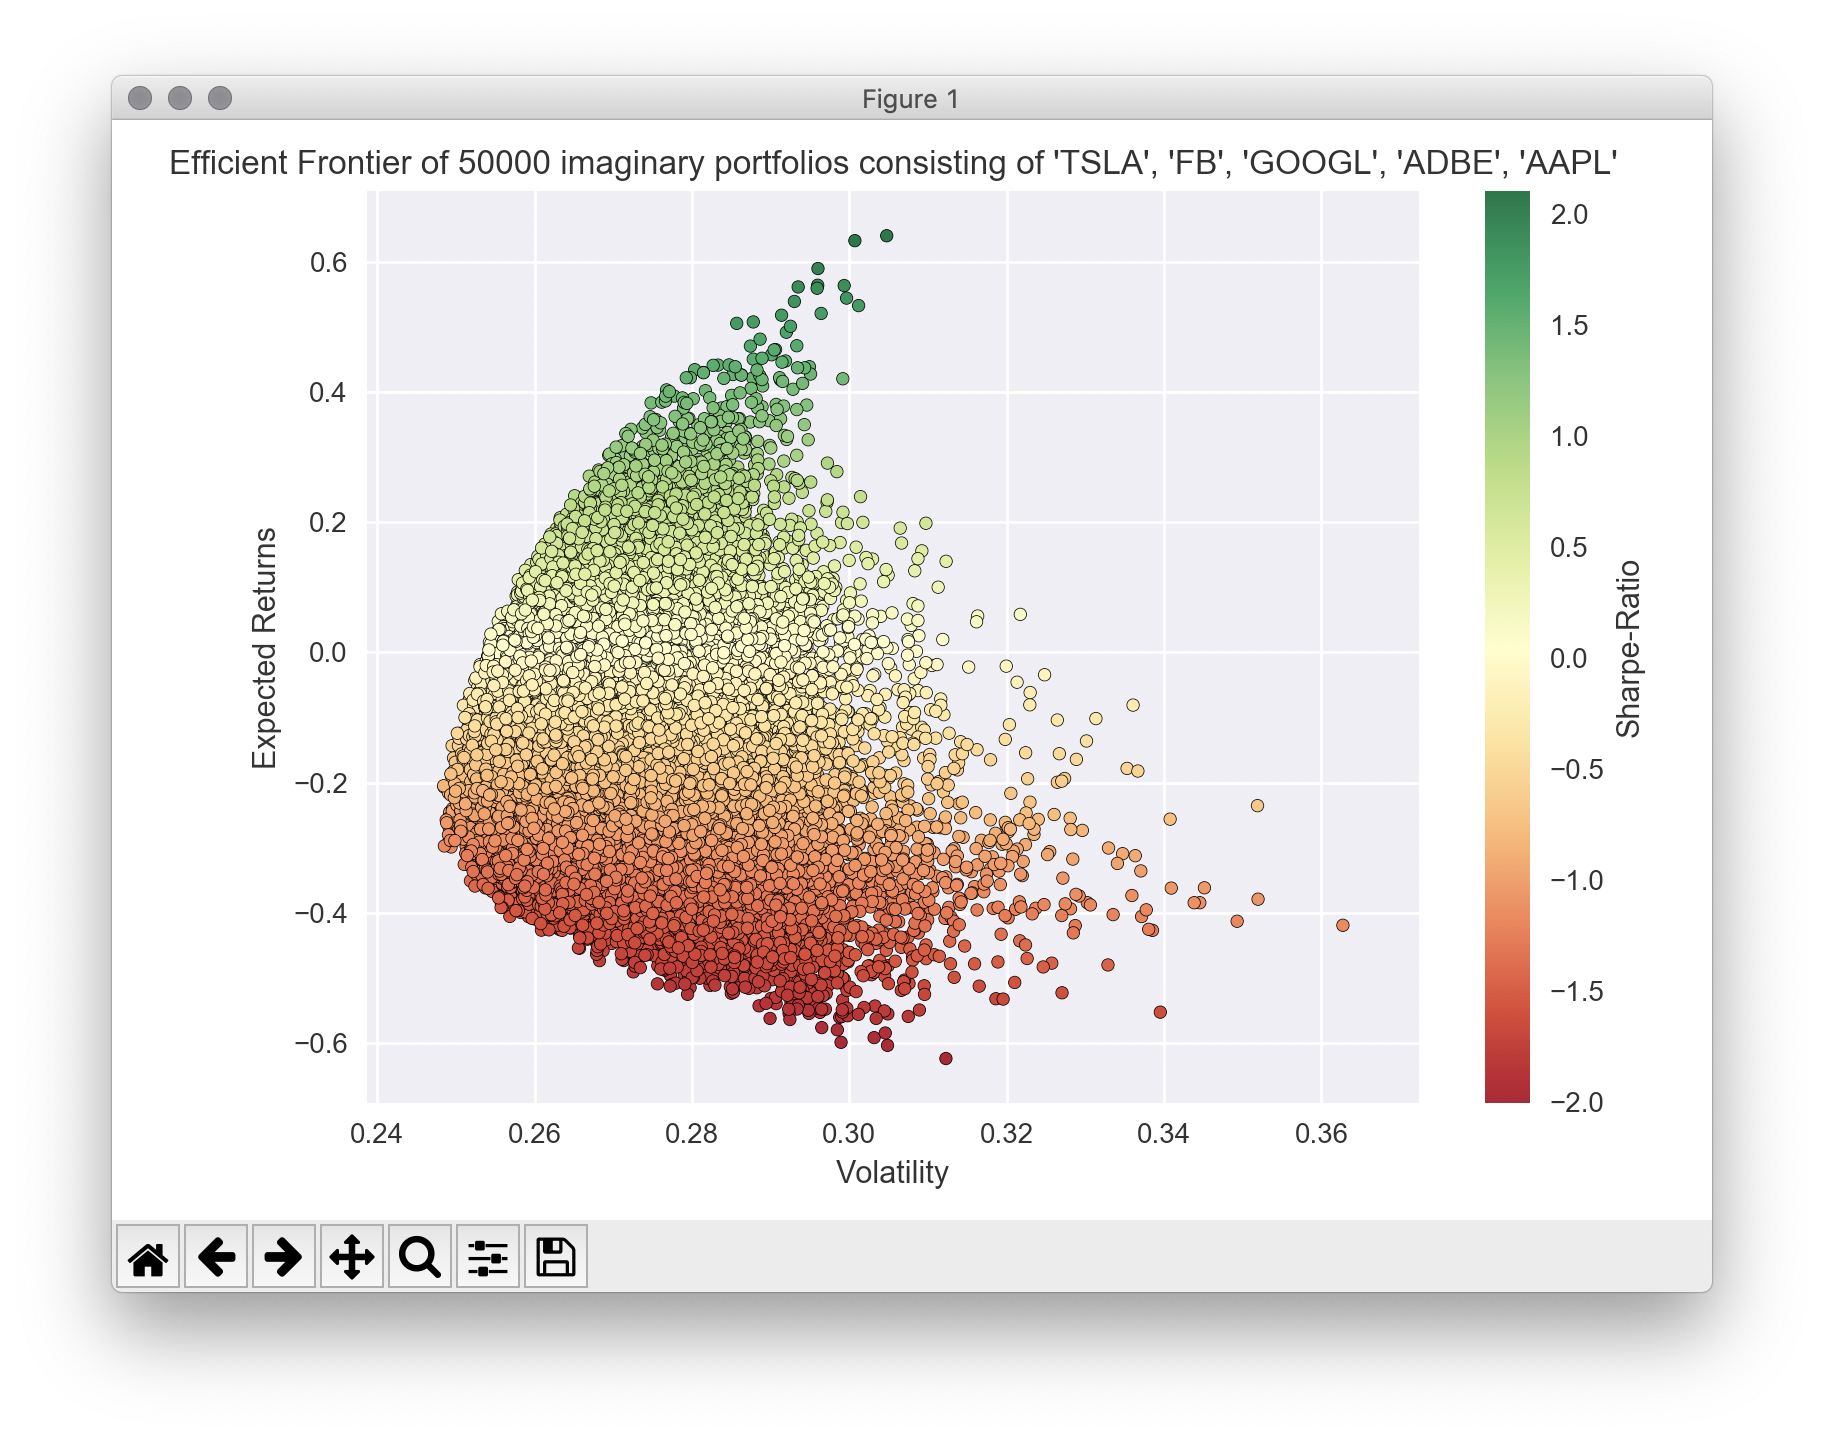 Figure 1
Efficient Frontier of 50000 imaginary portfolios consisting of 'TSLA', 'FB', 'GOOGL', 'ADBE', 'AAPL'
Expected Returns
0.6
0.4
0.2
0.0
−0.2
−0.4
−0.6
0.24 0.26 0.28 0.30 0.32 0.34 0.36
Volatility
2.0
1.5
1.0
0.5
0.0
−0.5
−1.0
−1.5
−2.0
Sharpe-Ratio